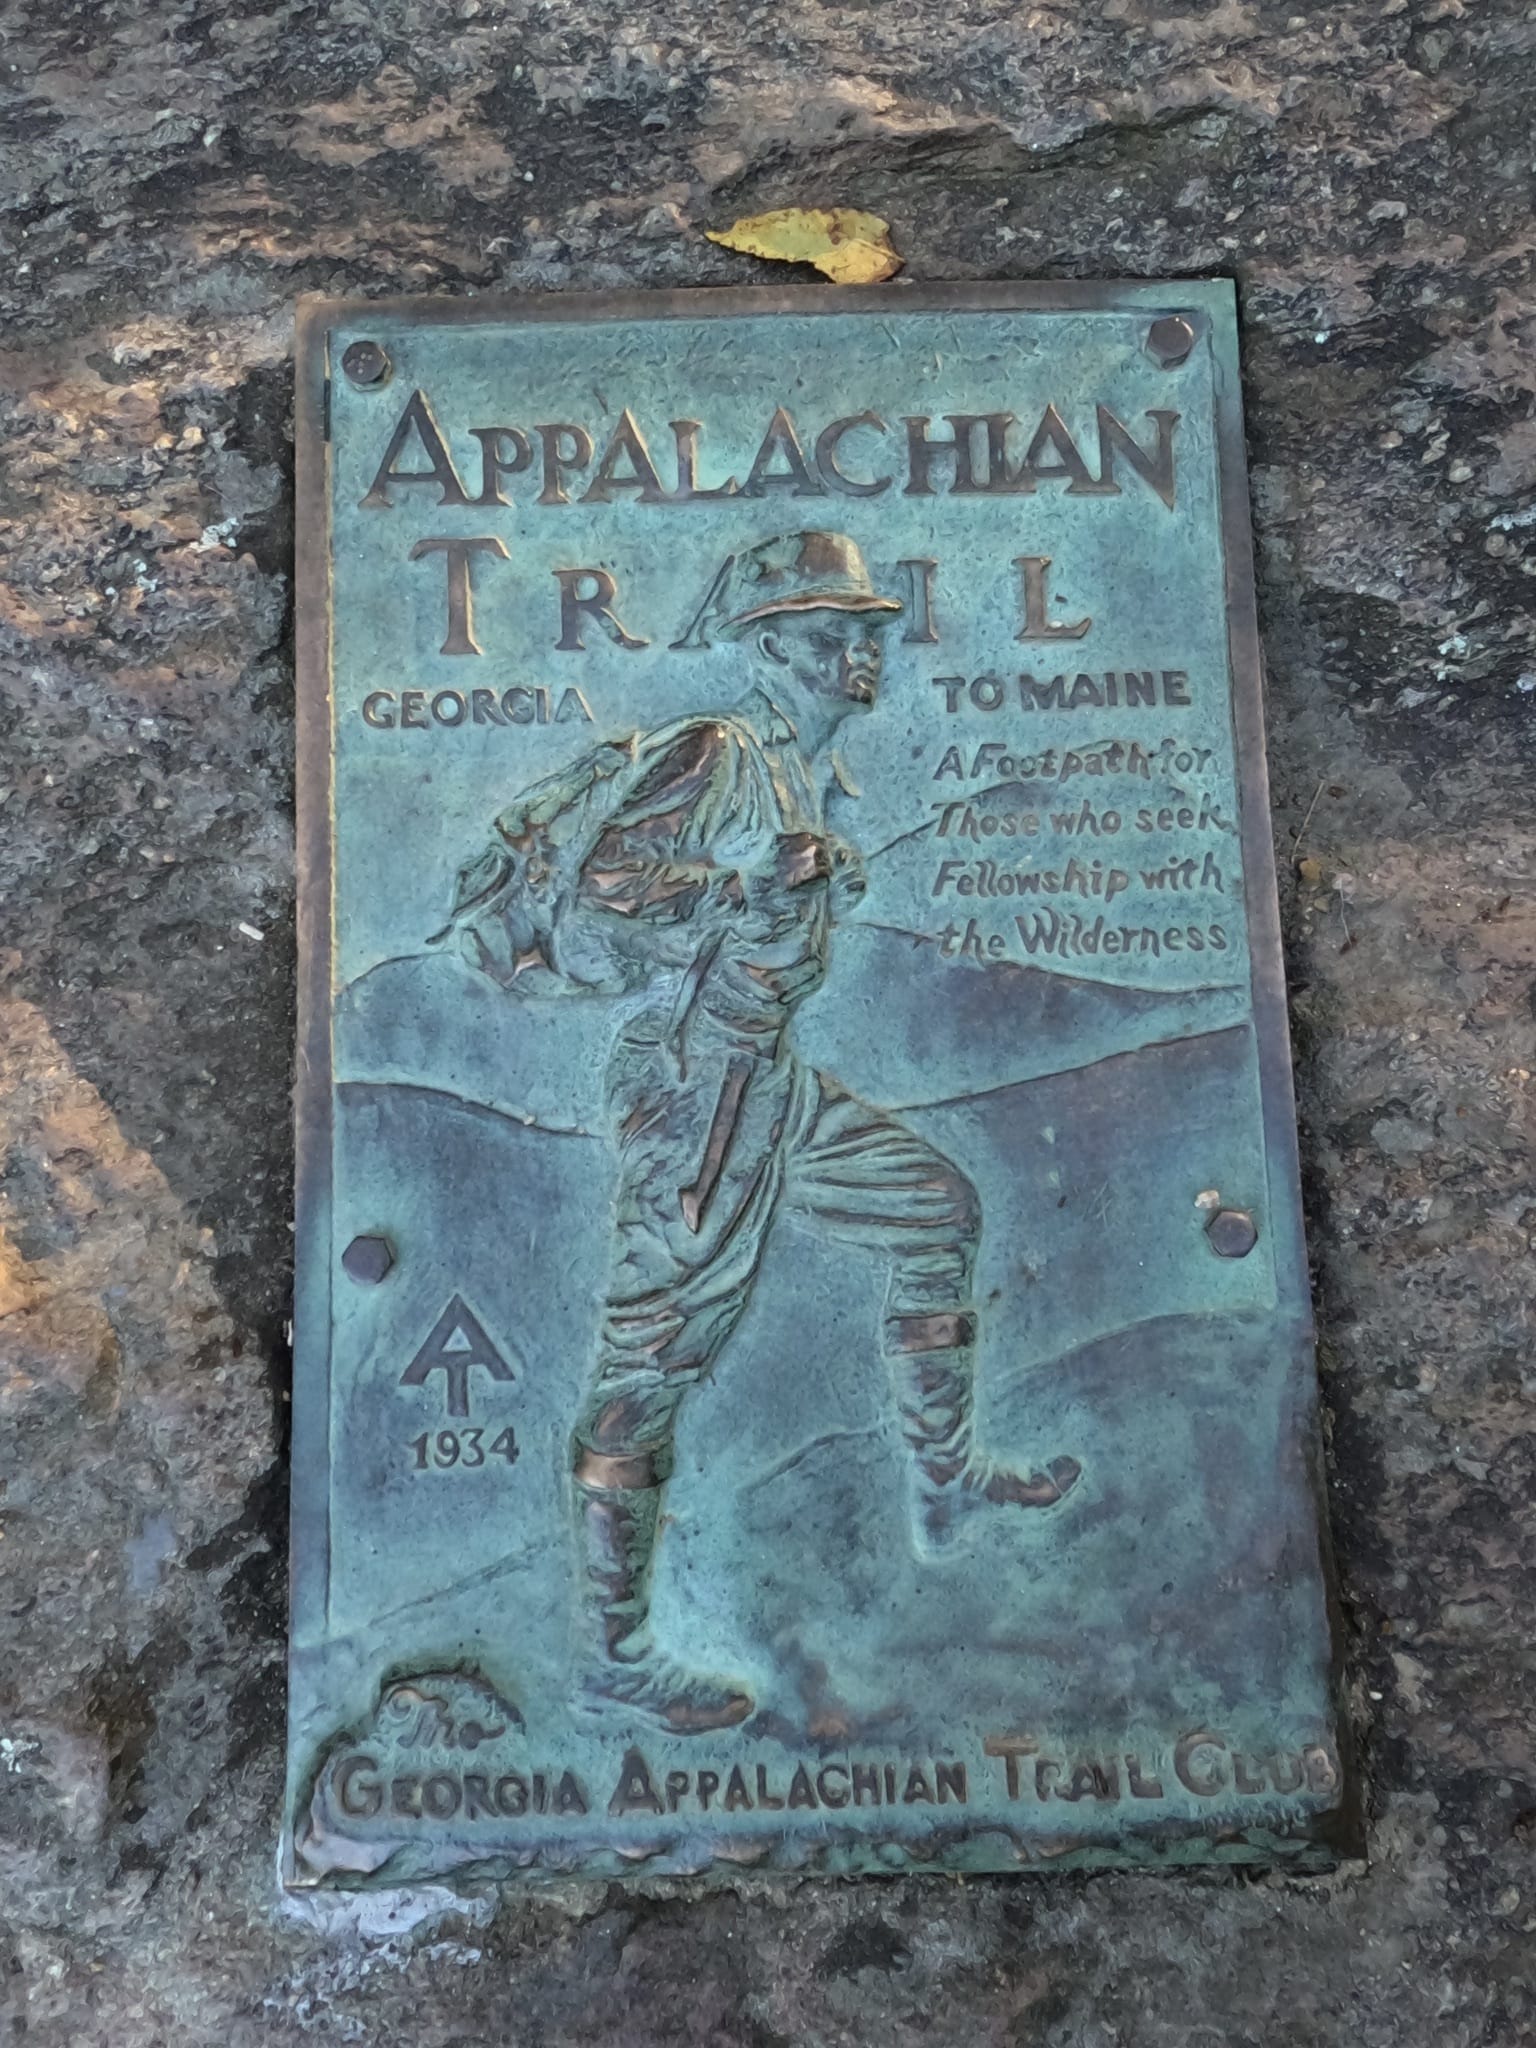 APPALACHIAN
TRAIL
GEORGIA TO MAINE
A Footpath for
Those who seek
Fellowship with
the Wilderness
AT
1934
The
GEORGIA APPALACHIAN TRAIL CLUB